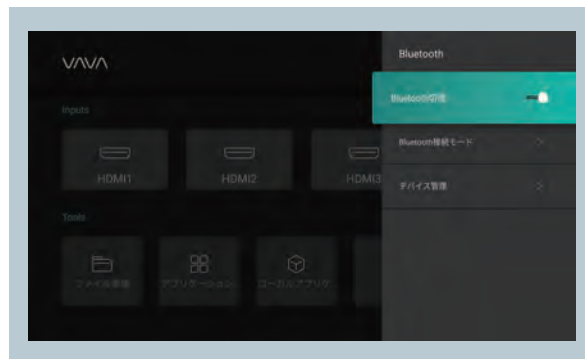 VAVA
Inputs
HDMI1
HDMI2
HDMI3
Tools
ファイル管理
アプリケーション
ローカルアプリケ
Bluetooth
Bluetooth切換
Bluetooth接続モード
デバイス管理